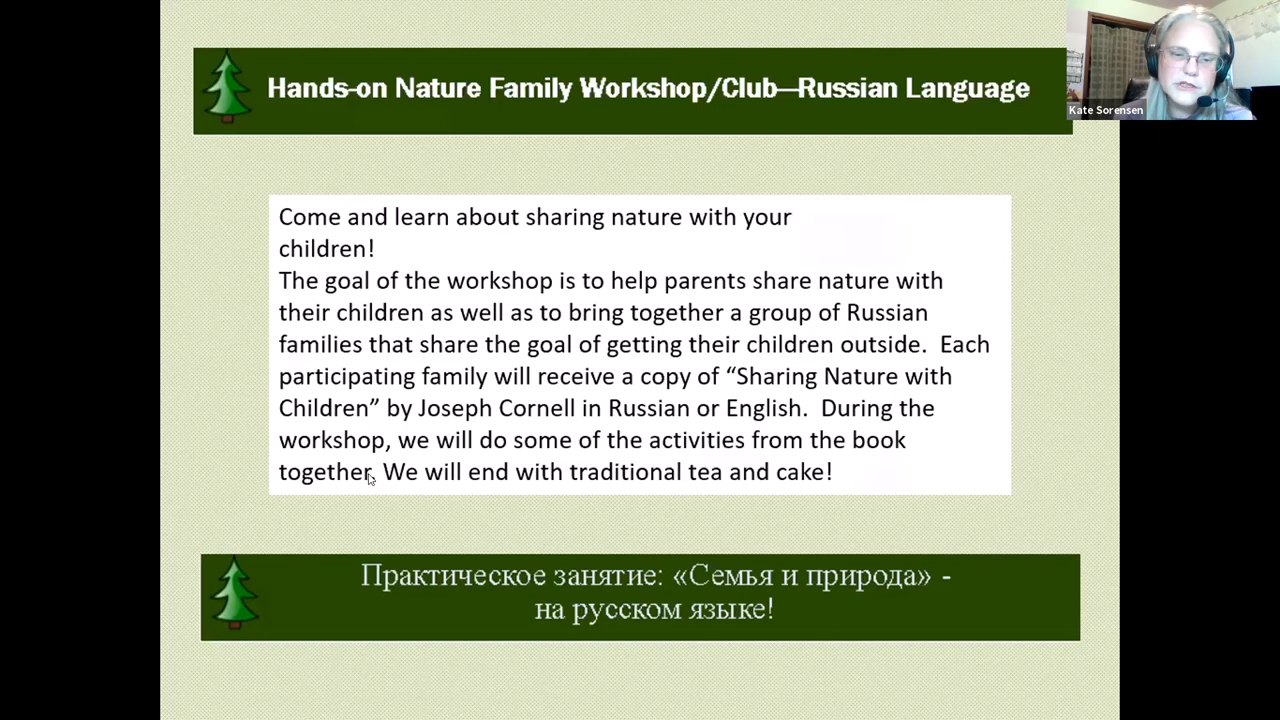 Hands-on Nature Family Workshop/Club—Russian Language
Kate Sorensen
Come and learn about sharing nature with your
children!
The goal of the workshop is to help parents share nature with
their children as well as to bring together a group of Russian
families that share the goal of getting their children outside.  Each
participating family will receive a copy of “Sharing Nature with
Children” by Joseph Cornell in Russian or English.  During the
workshop, we will do some of the activities from the book
together. We will end with traditional tea and cake!
Практическое занятие: «Семья и природа» -
на русском языке!